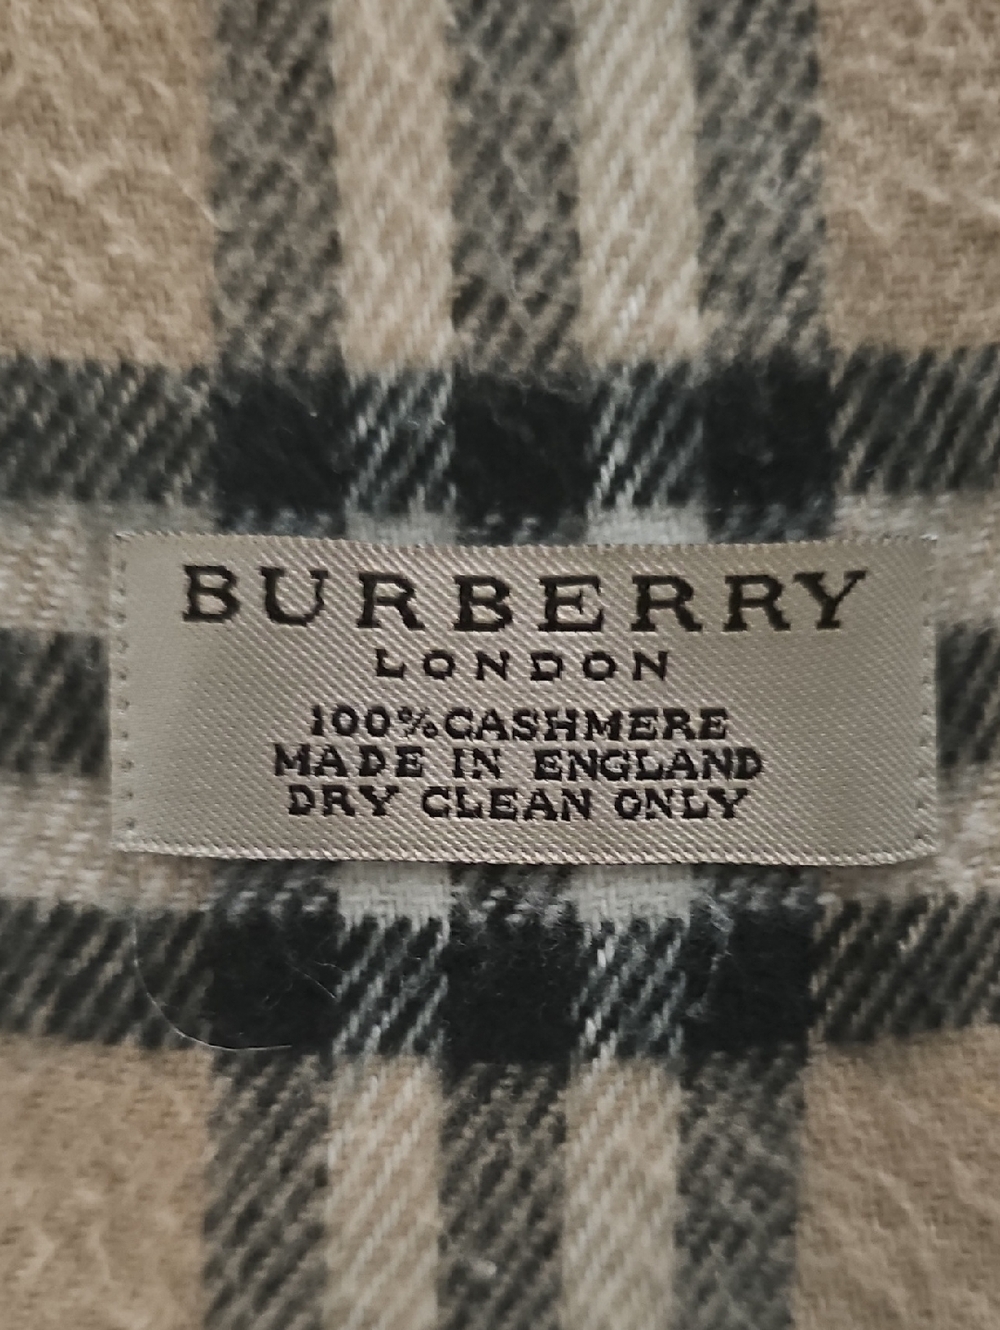 BURBERRY
LONDON
100% CASHMERE
MADE IN ENGLAND
DRY CLEAN ONLY